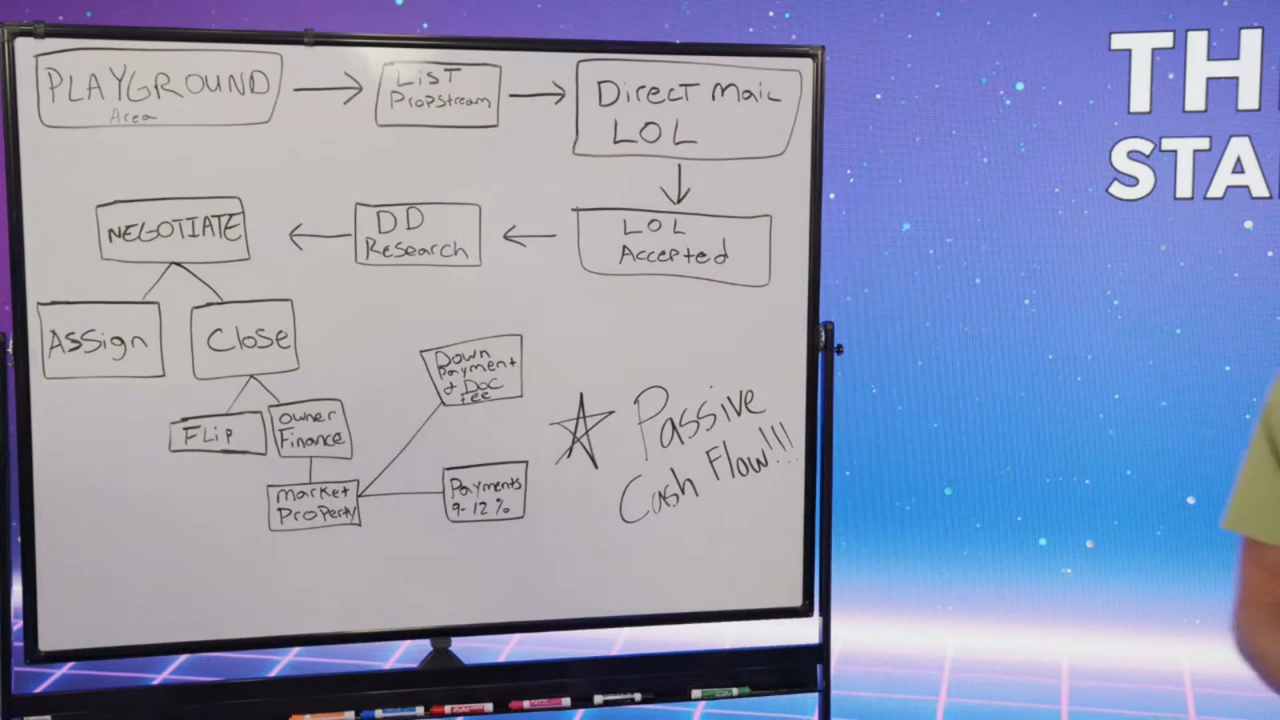 PLAYGROUND
Area
LIST
Propstream
Direct Mail
LOL
LOL
Accepted
DD
Research
NEGOTIATE
Assign
Close
FLip
owner
Finance
market
Property
Down
Payment
& Doc
Fee
Payments
9-12%
Passive
Cash Flow!!!
TH
STA